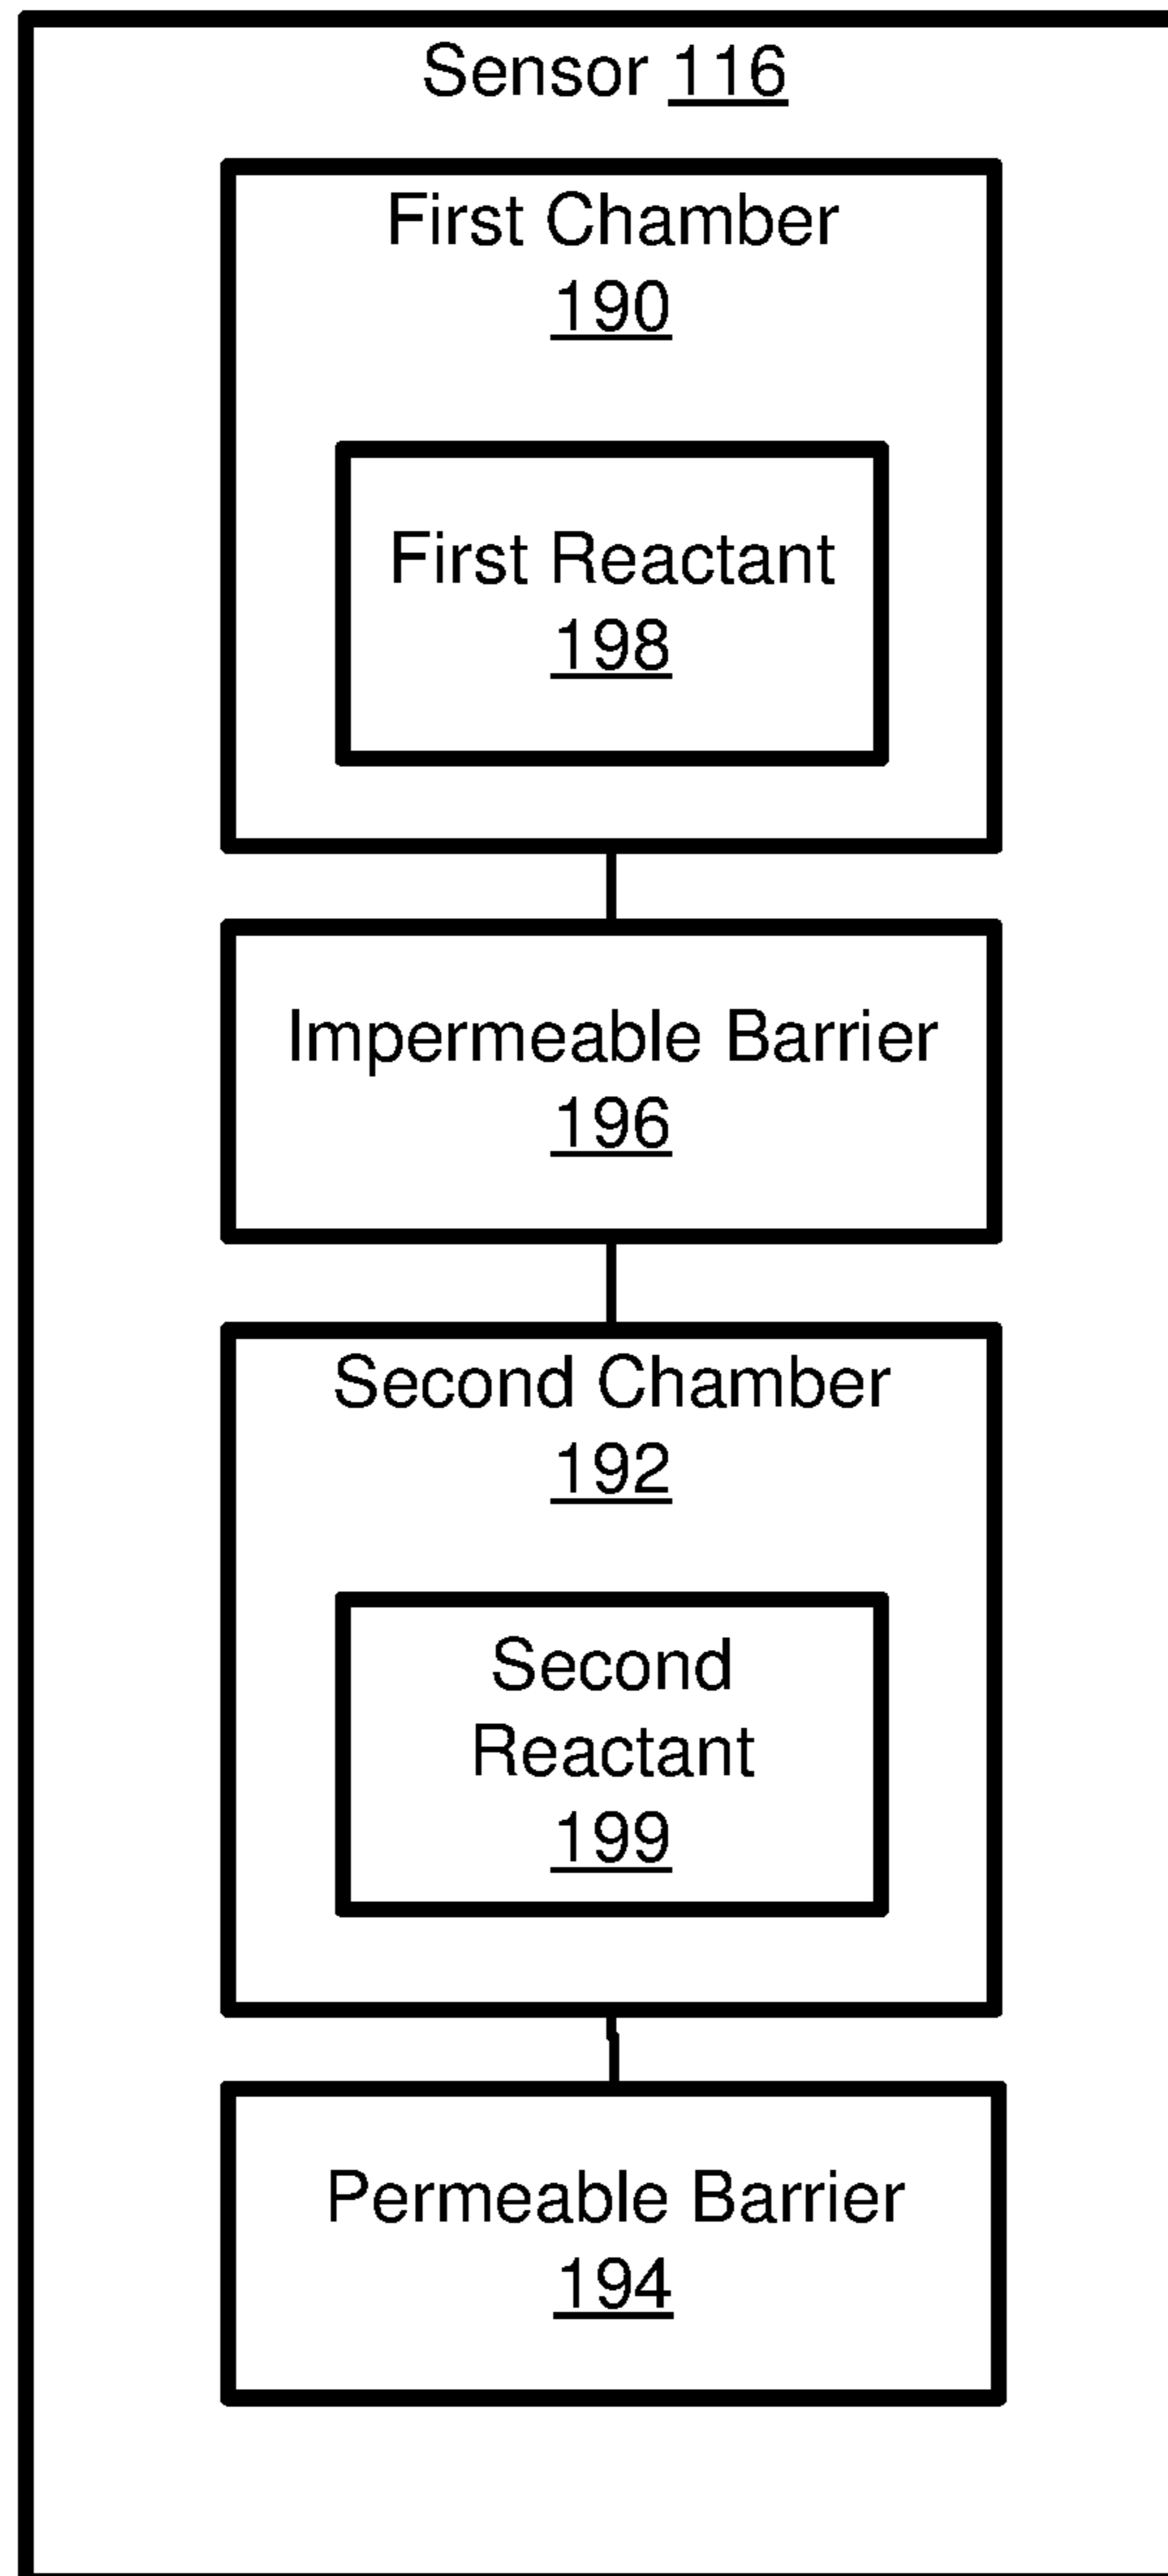 Sensor 116
First Chamber
190
First Reactant
198
Impermeable Barrier
196
Second Chamber
192
Second
Reactant
199
Permeable Barrier
194